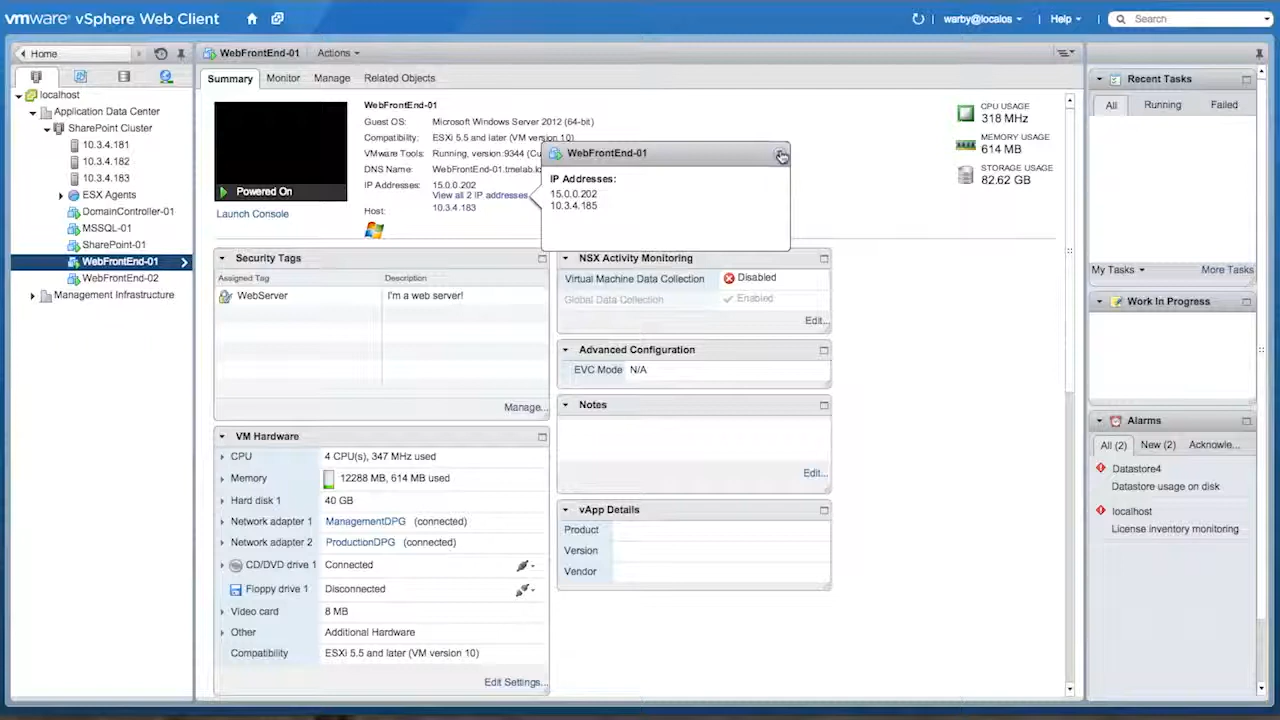 vmware® vSphere Web Client
warby@localos
Help
Search
Home
localhost
Application Data Center
SharePoint Cluster
10.3.4.181
10.3.4.182
10.3.4.183
ESX Agents
DomainController-01
MSSQL-01
SharePoint-01
WebFrontEnd-01
WebFrontEnd-02
Management Infrastructure
WebFrontEnd-01
Actions
Summary
Monitor
Manage
Related Objects
Powered On
Launch Console
WebFrontEnd-01
Guest OS: Microsoft Windows Server 2012 (64-bit)
Compatibility: ESXi 5.5 and later (VM version 10)
VMware Tools: Running, version:9344 (Cu
DNS Name: WebFrontEnd-01.tmelab.lo
IP Addresses: 15.0.0.202
View all 2 IP addresses
Host: 10.3.4.183
WebFrontEnd-01
IP Addresses:
15.0.0.202
10.3.4.185
CPU USAGE
318 MHz
MEMORY USAGE
614 MB
STORAGE USAGE
82.62 GB
Security Tags
Assigned Tag Description
WebServer I'm a web server!
Manage...
VM Hardware
CPU 4 CPU(s), 347 MHz used
Memory 12288 MB, 614 MB used
Hard disk 1 40 GB
Network adapter 1 ManagementDPG (connected)
Network adapter 2 ProductionDPG (connected)
CD/DVD drive 1 Connected
Floppy drive 1 Disconnected
Video card 8 MB
Other Additional Hardware
Compatibility ESXi 5.5 and later (VM version 10)
Edit Settings...
NSX Activity Monitoring
Virtual Machine Data Collection Disabled
Global Data Collection Enabled
Edit...
Advanced Configuration
EVC Mode N/A
Notes
Edit...
vApp Details
Product
Version
Vendor
Recent Tasks
All Running Failed
My Tasks More Tasks
Work In Progress
Alarms
All (2) New (2) Acknowle...
Datastore4
Datastore usage on disk
localhost
License inventory monitoring